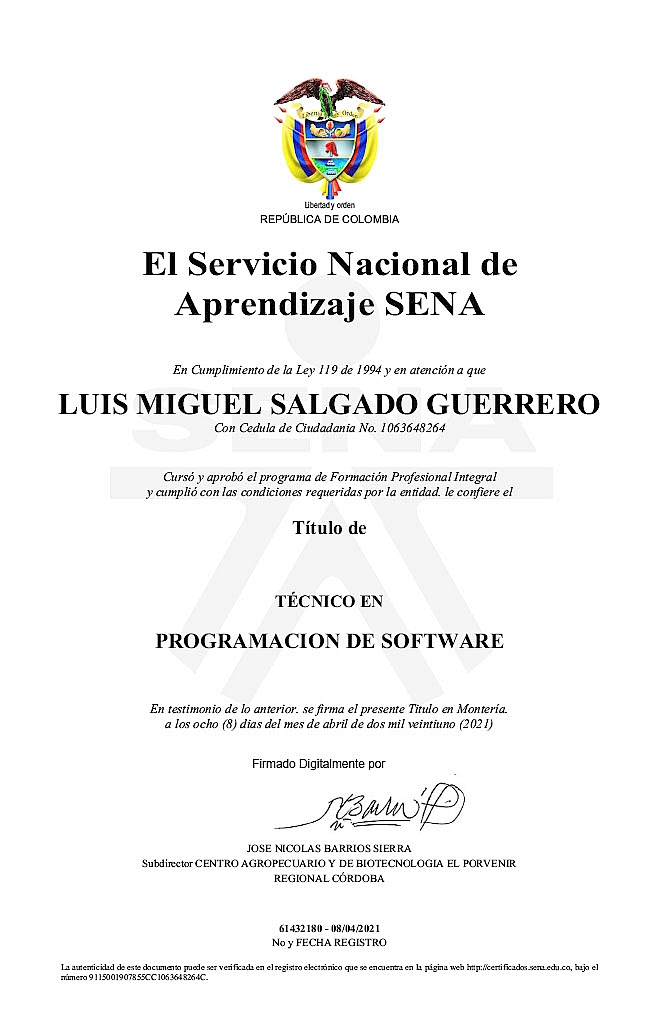 Libertad y Orden
Libertad y orden
REPÚBLICA DE COLOMBIA
El Servicio Nacional de
Aprendizaje SENA
En Cumplimiento de la Ley 119 de 1994 y en atención a que
SENA
LUIS MIGUEL SALGADO GUERRERO
Con Cedula de Ciudadania No. 1063648264
Cursó y aprobó el programa de Formación Profesional Integral
y cumplió con las condiciones requeridas por la entidad. le confiere el
Título de
TÉCNICO EN
PROGRAMACION DE SOFTWARE
En testimonio de lo anterior. se firma el presente Titulo en Montería.
a los ocho (8) dias del mes de abril de dos mil veintiuno (2021)
Firmado Digitalmente por
JOSE NICOLAS BARRIOS SIERRA
Subdirector CENTRO AGROPECUARIO Y DE BIOTECNOLOGIA EL PORVENIR
REGIONAL CÓRDOBA
61432180 - 08/04/2021
No y FECHA REGISTRO
La autenticidad de este documento puede ser verificada en el registro electrónico que se encuentra en la página web http://certificados.sena.edu.co, bajo el
número 9115001907855CC1063648264C.